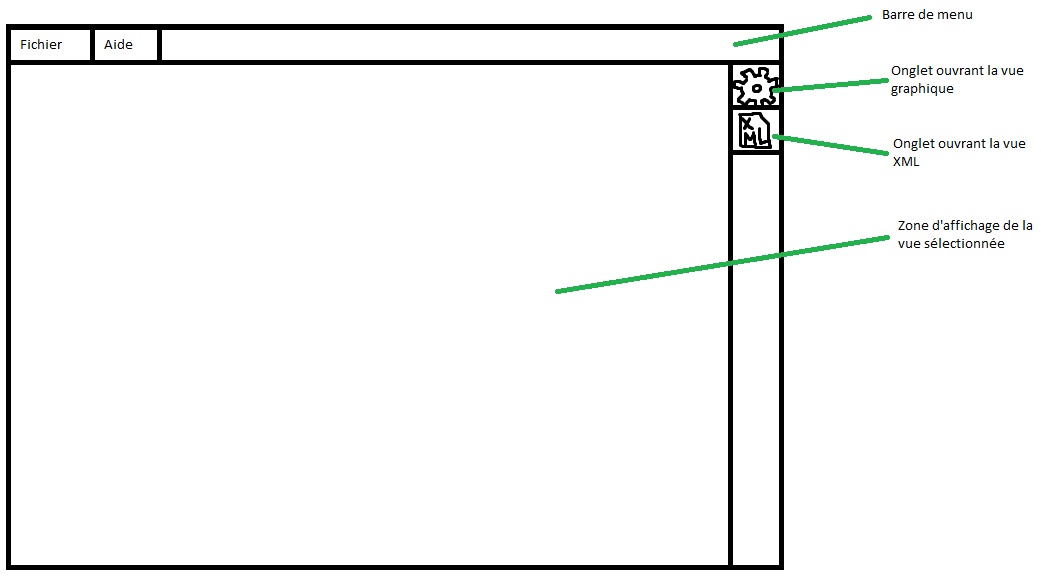 Barre de menu
Fichier
Aide
Onglet ouvrant la vue
graphique
X
ML
Onglet ouvrant la vue
XML
Zone d'affichage de la
vue sélectionnée